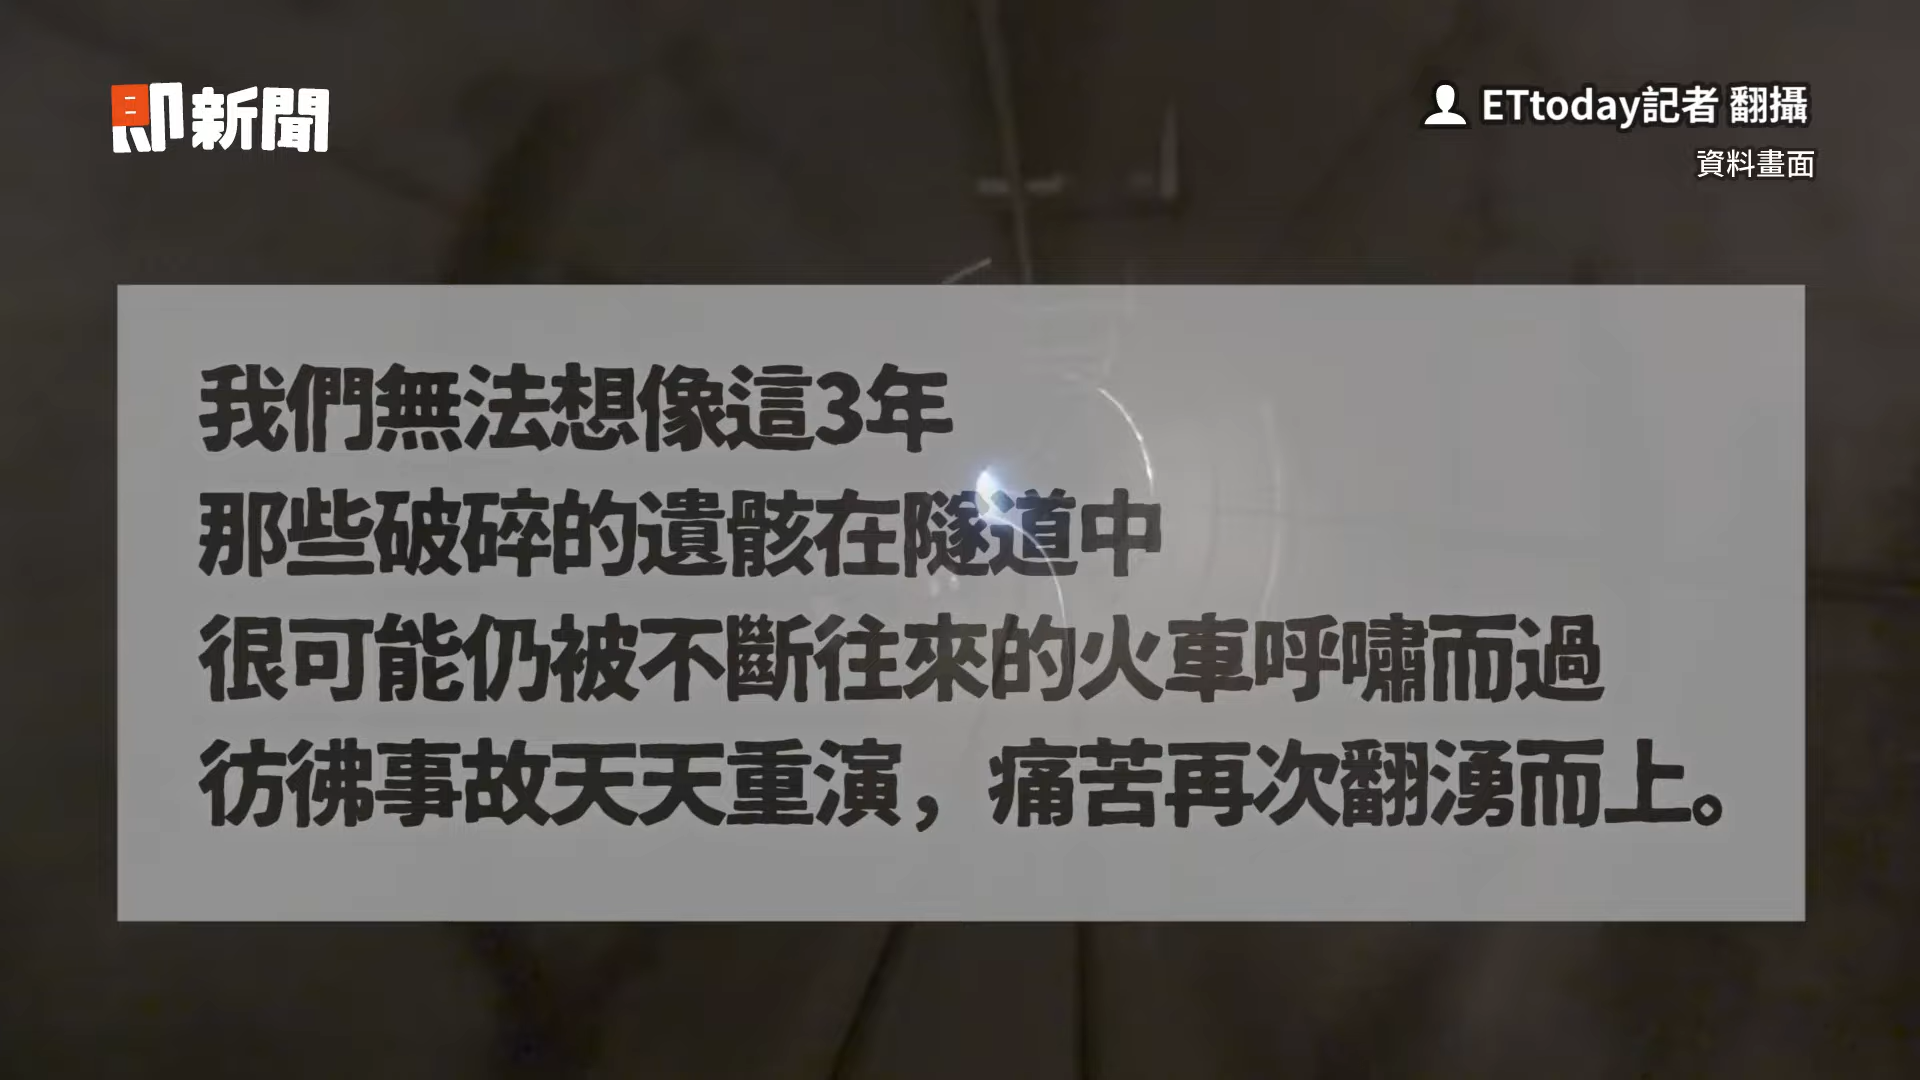 即新聞
ETtoday記者 翻攝
資料畫面
我們無法想像這3年
那些破碎的遺骸在隧道中
很可能仍被不斷往來的火車呼嘯而過
彷彿事故天天重演，痛苦再次翻湧而上。